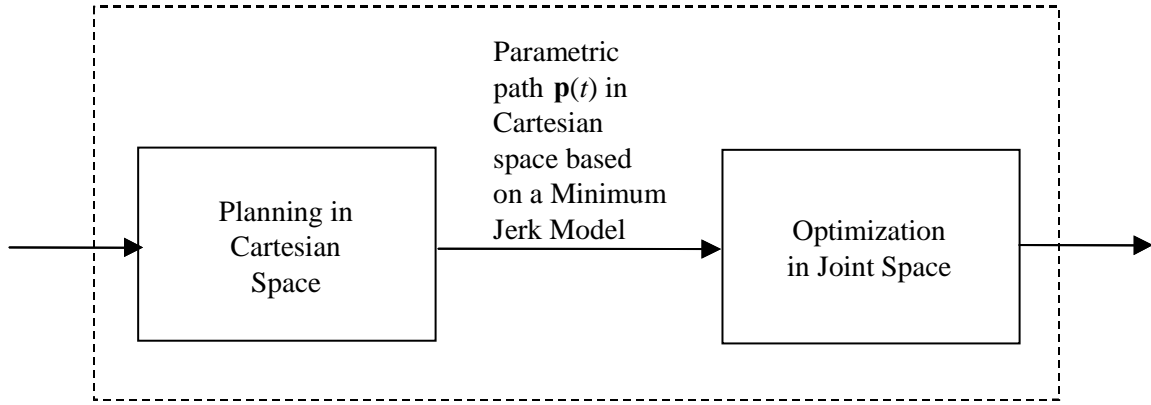 Planning in
Cartesian
Space
Parametric
path p(t) in
Cartesian
space based
on a Minimum
Jerk Model
Optimization
in Joint Space